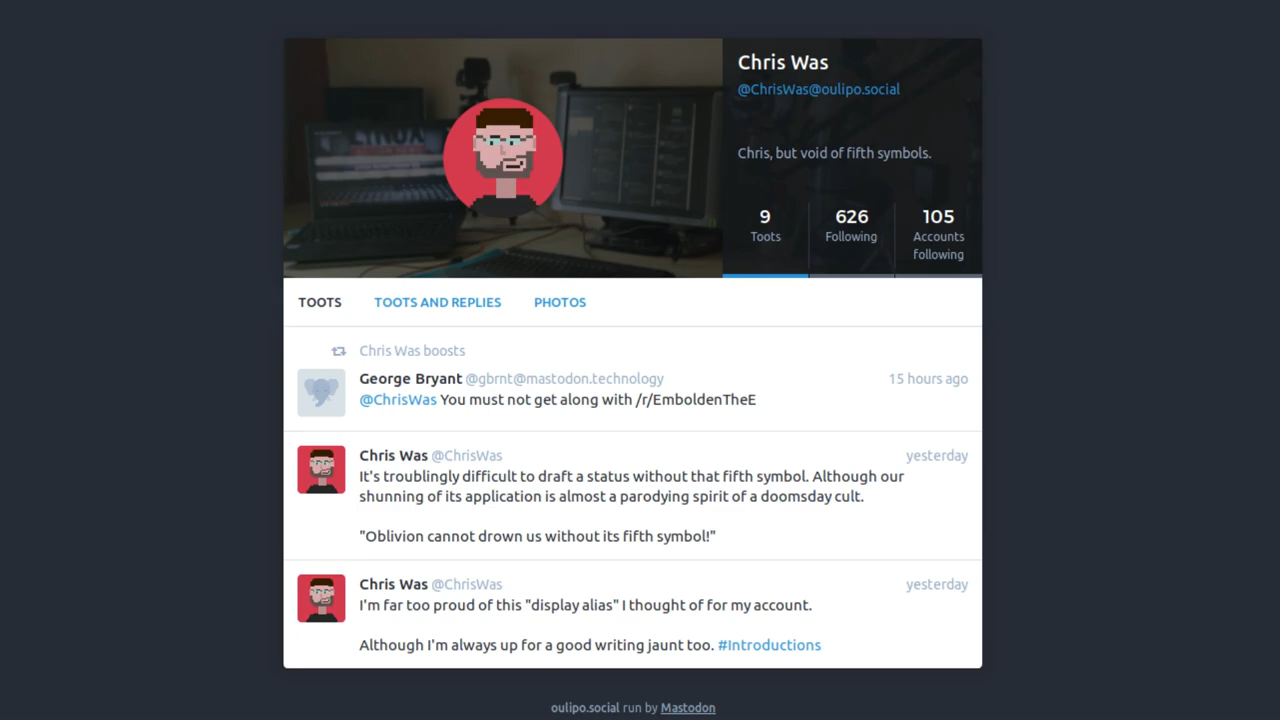 LINUX
Chris Was
@ChrisWas@oulipo.social
Chris, but void of fifth symbols.
9 626 105
Toots Following Accounts following
TOOTS TOOTS AND REPLIES PHOTOS
Chris Was boosts
George Bryant @gbrnt@mastodon.technology 15 hours ago
@ChrisWas You must not get along with /r/EmboldenTheE
Chris Was @ChrisWas yesterday
It's troublingly difficult to draft a status without that fifth symbol. Although our
shunning of its application is almost a parodying spirit of a doomsday cult.
"Oblivion cannot drown us without its fifth symbol!"
Chris Was @ChrisWas yesterday
I'm far too proud of this "display alias" I thought of for my account.
Although I'm always up for a good writing jaunt too. #Introductions
oulipo.social run by Mastodon